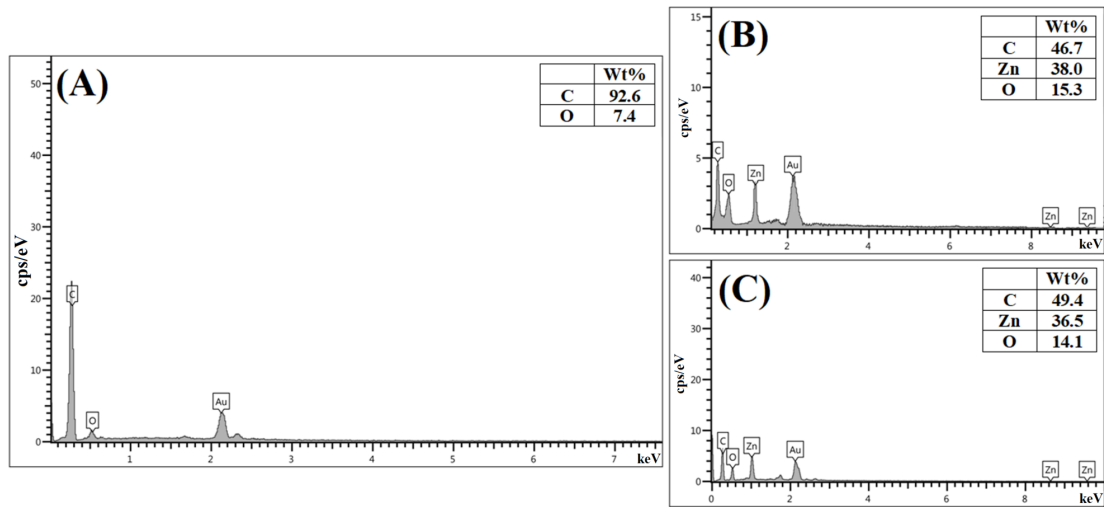 (A)
Wt%
C 92.6
O 7.4
cps/eV
50
40
30
20
10
0
C
O
Au
1 2 3 4 5 6 7 keV
(B)
Wt%
C 46.7
Zn 38.0
O 15.3
cps/eV
15
10
5
0
C
O
Zn
Au
Zn Zn
2 4 6 8 keV
(C)
Wt%
C 49.4
Zn 36.5
O 14.1
cps/eV
40
30
20
10
0
C
O
Zn
Au
Zn Zn
0 2 4 6 8 keV